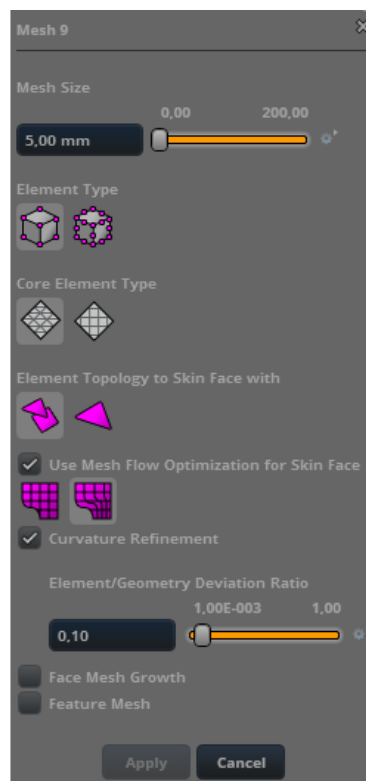 Mesh 9
Mesh Size
0,00 200,00
5,00 mm
Element Type
Core Element Type
Element Topology to Skin Face with
Use Mesh Flow Optimization for Skin Face
Curvature Refinement
Element/Geometry Deviation Ratio
1,00E-003 1,00
0,10
Face Mesh Growth
Feature Mesh
Apply Cancel